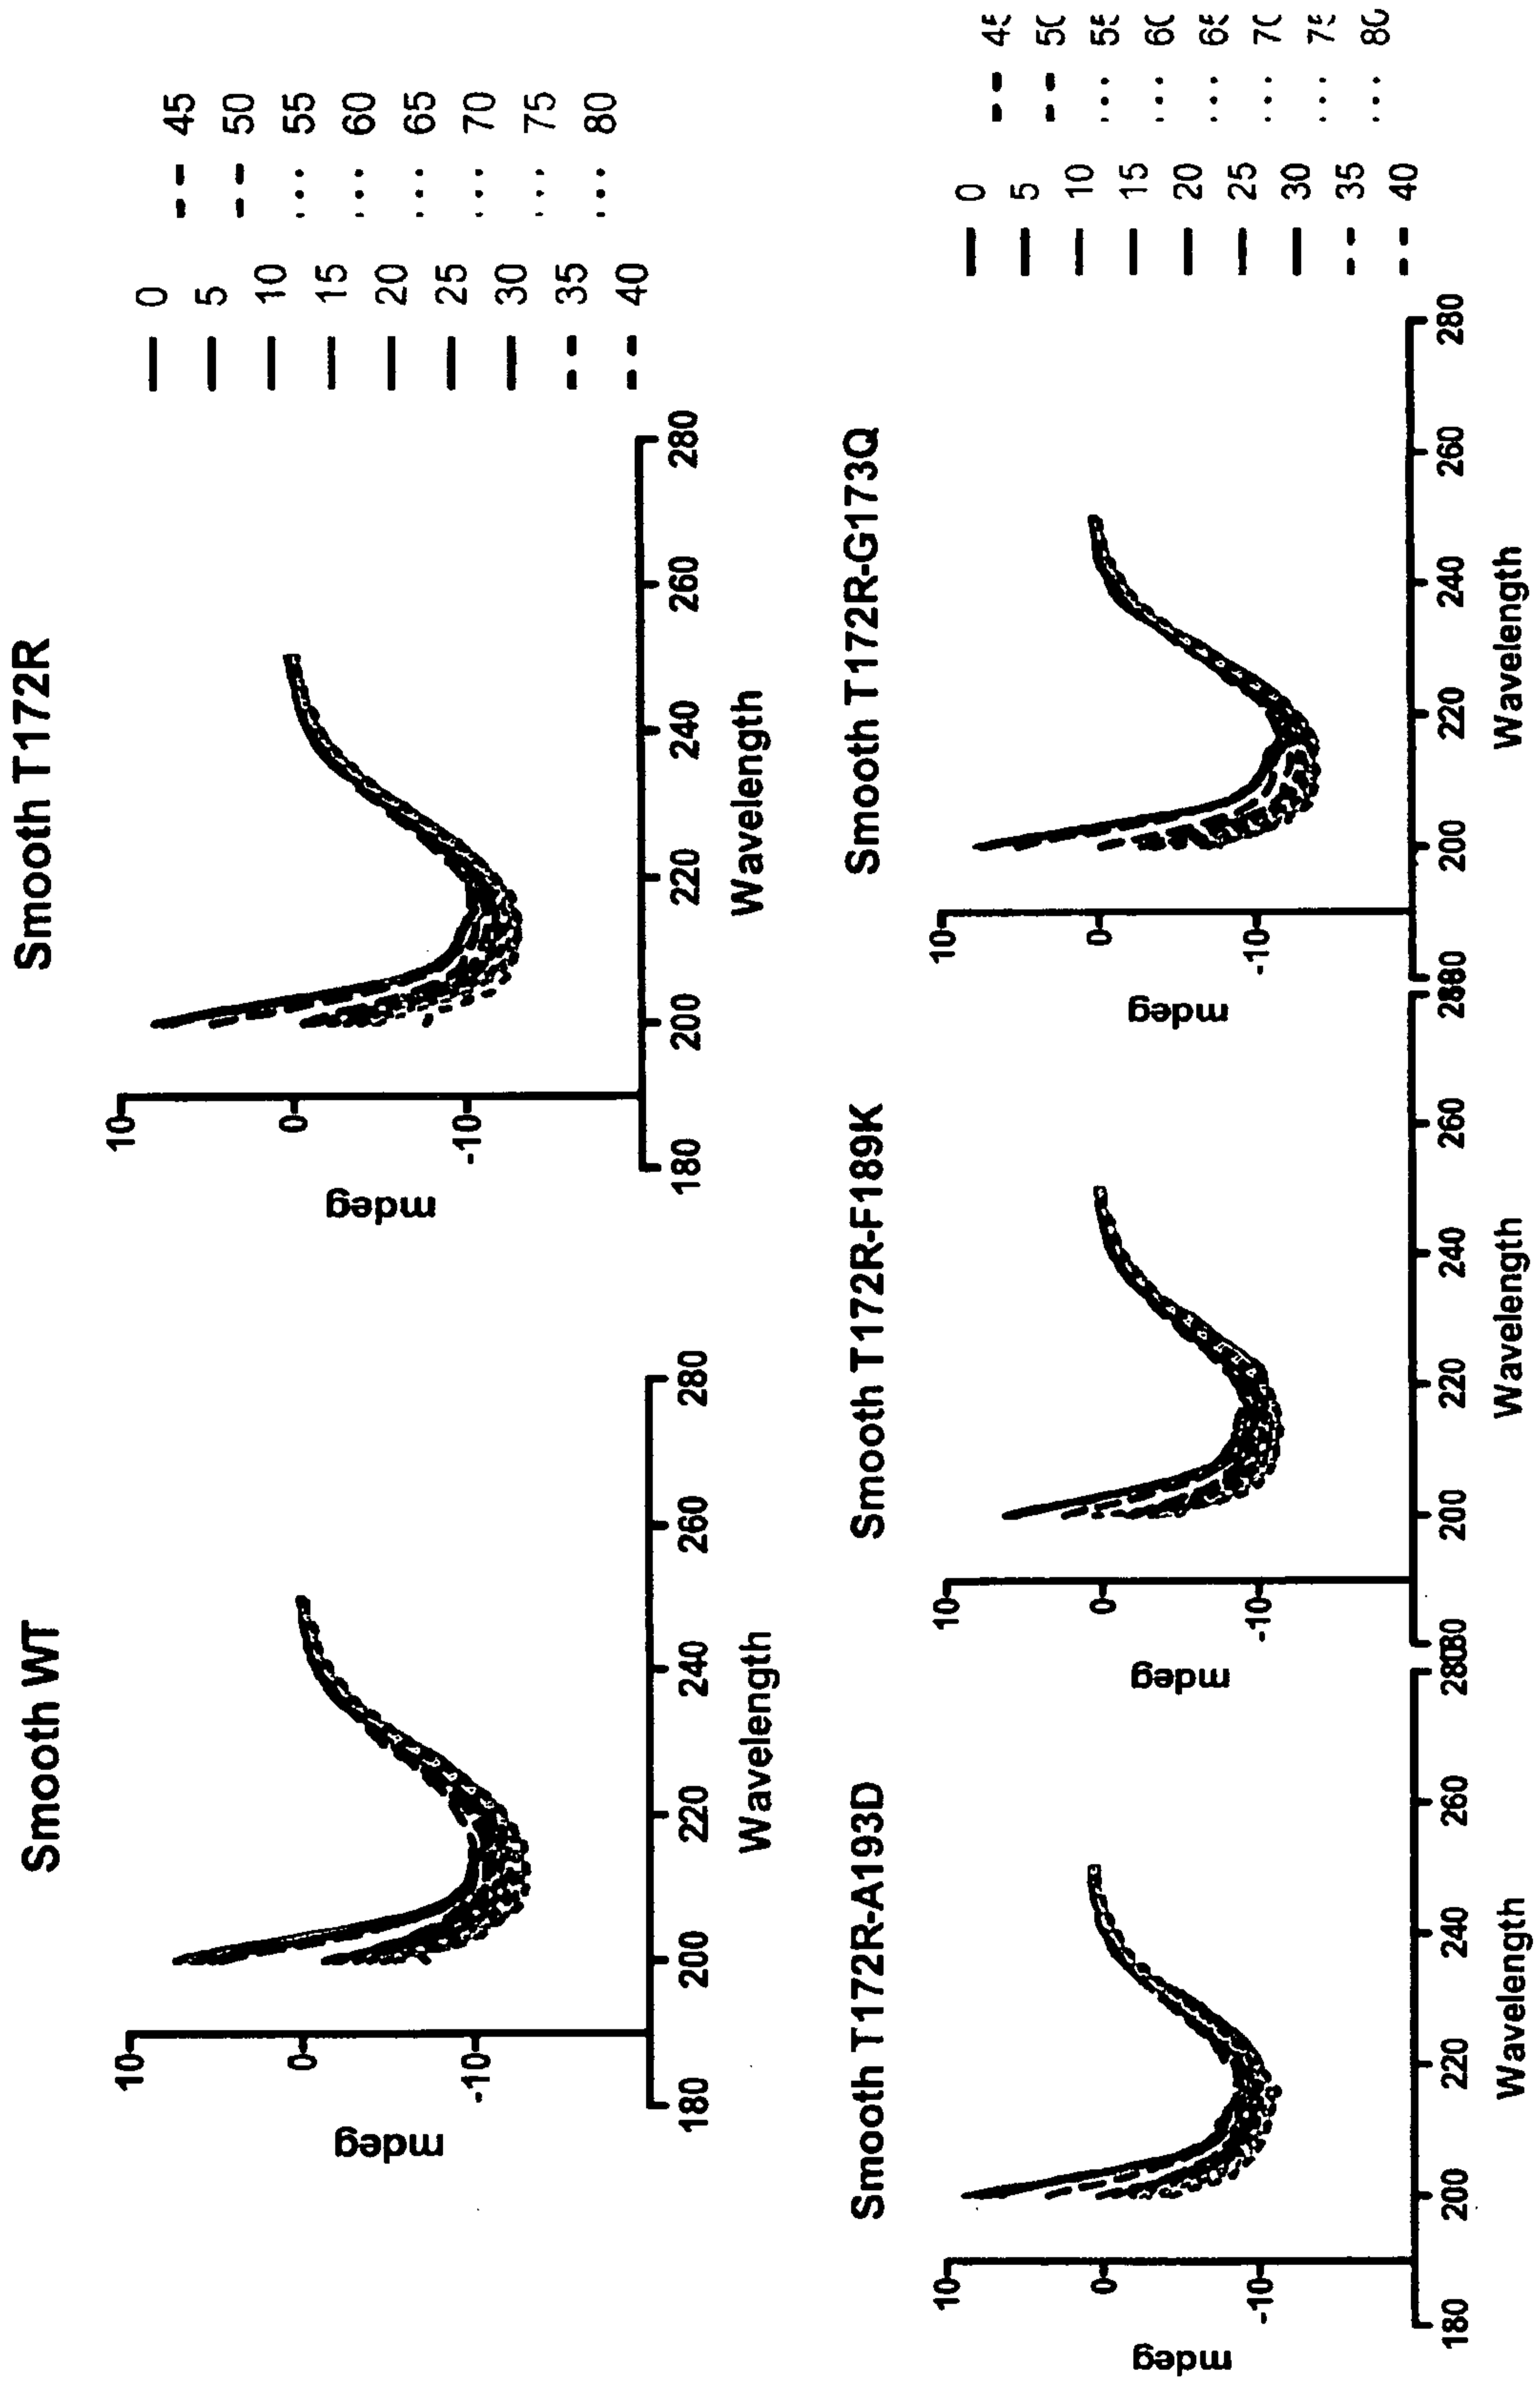 Smooth WT
Smooth T172R
mdeg
10
0
-10
180 200 220 240 260 280
Wavelength
mdeg
10
0
-10
180 200 220 240 260 280
Wavelength
0
5
10
15
20
25
30
35
40
45
50
55
60
65
70
75
80
Smooth T172R-A193D
Smooth T172R-F189K
Smooth T172R-G173Q
mdeg
10
0
-10
180 200 220 240 260
Wavelength
mdeg
10
0
-10
200 220 240 260
Wavelength
mdeg
10
0
-10
200 220 240 260 280
Wavelength
0
5
10
15
20
25
30
35
40